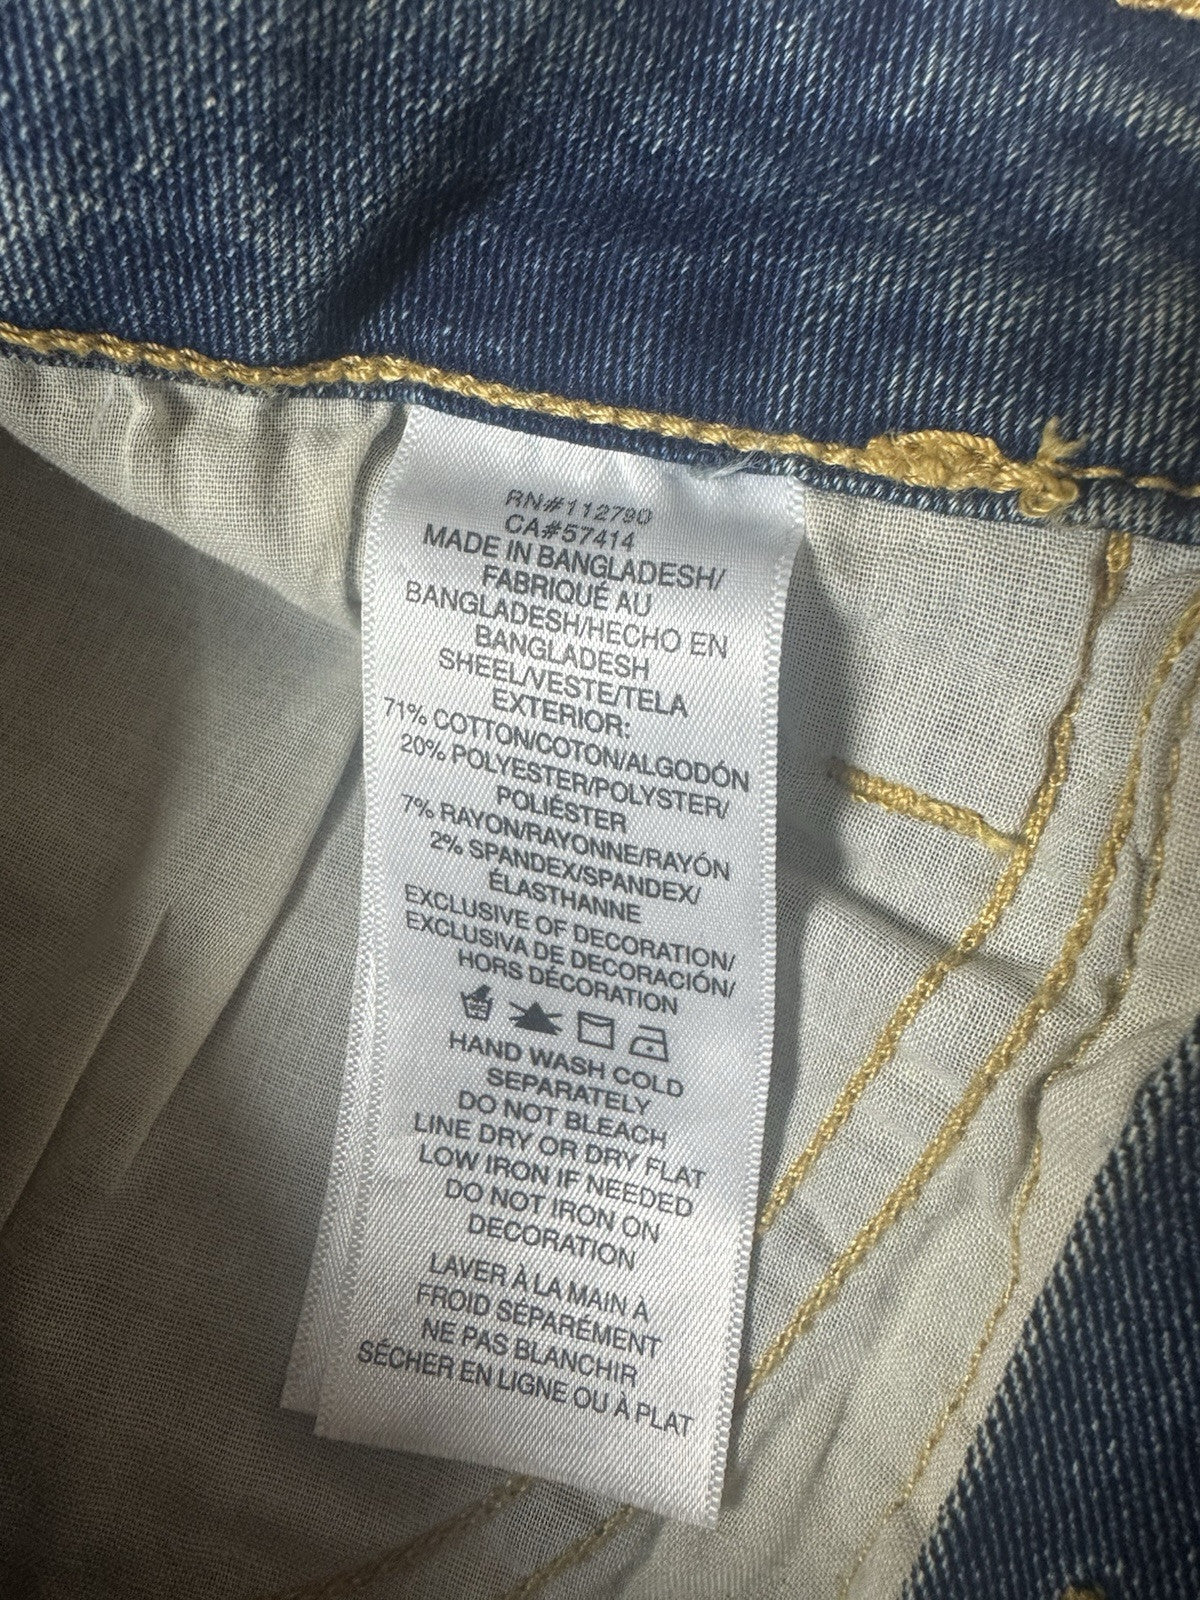 RN#112790
CA#57414
MADE IN BANGLADESH/
FABRIQUÉ AU
BANGLADESH/HECHO EN
BANGLADESH
SHEEL/VESTE/TELA
EXTERIOR:
71% COTTON/COTON/ALGODÓN
20% POLYESTER/POLYSTER/
POLIÉSTER
7% RAYON/RAYONNE/RAYÓN
2% SPANDEX/SPANDEX/
ÉLASTHANNE
EXCLUSIVE OF DECORATION/
EXCLUSIVA DE DECORACIÓN/
HORS DÉCORATION
HAND WASH COLD
SEPARATELY
DO NOT BLEACH
LINE DRY OR DRY FLAT
LOW IRON IF NEEDED
DO NOT IRON ON
DECORATION
LAVER À LA MAIN À
FROID SÉPARÉMENT
NE PAS BLANCHIR
SÉCHER EN LIGNE OU À PLAT